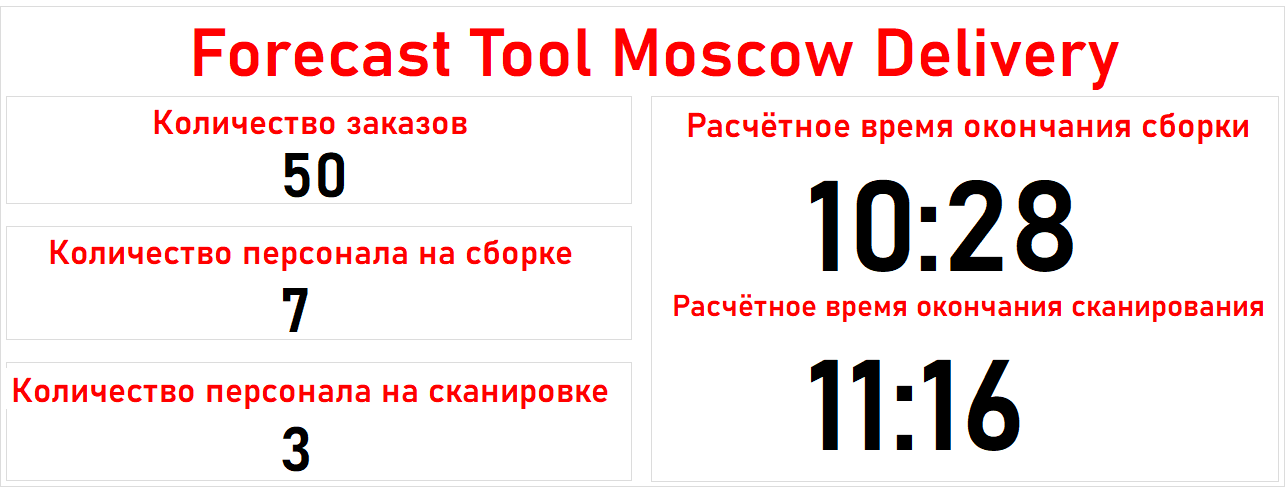 Forecast Tool Moscow Delivery
Количество заказов
50
Количество персонала на сборке
7
Количество персонала на сканировке
3
Расчётное время окончания сборки
10:28
Расчётное время окончания сканирования
11:16